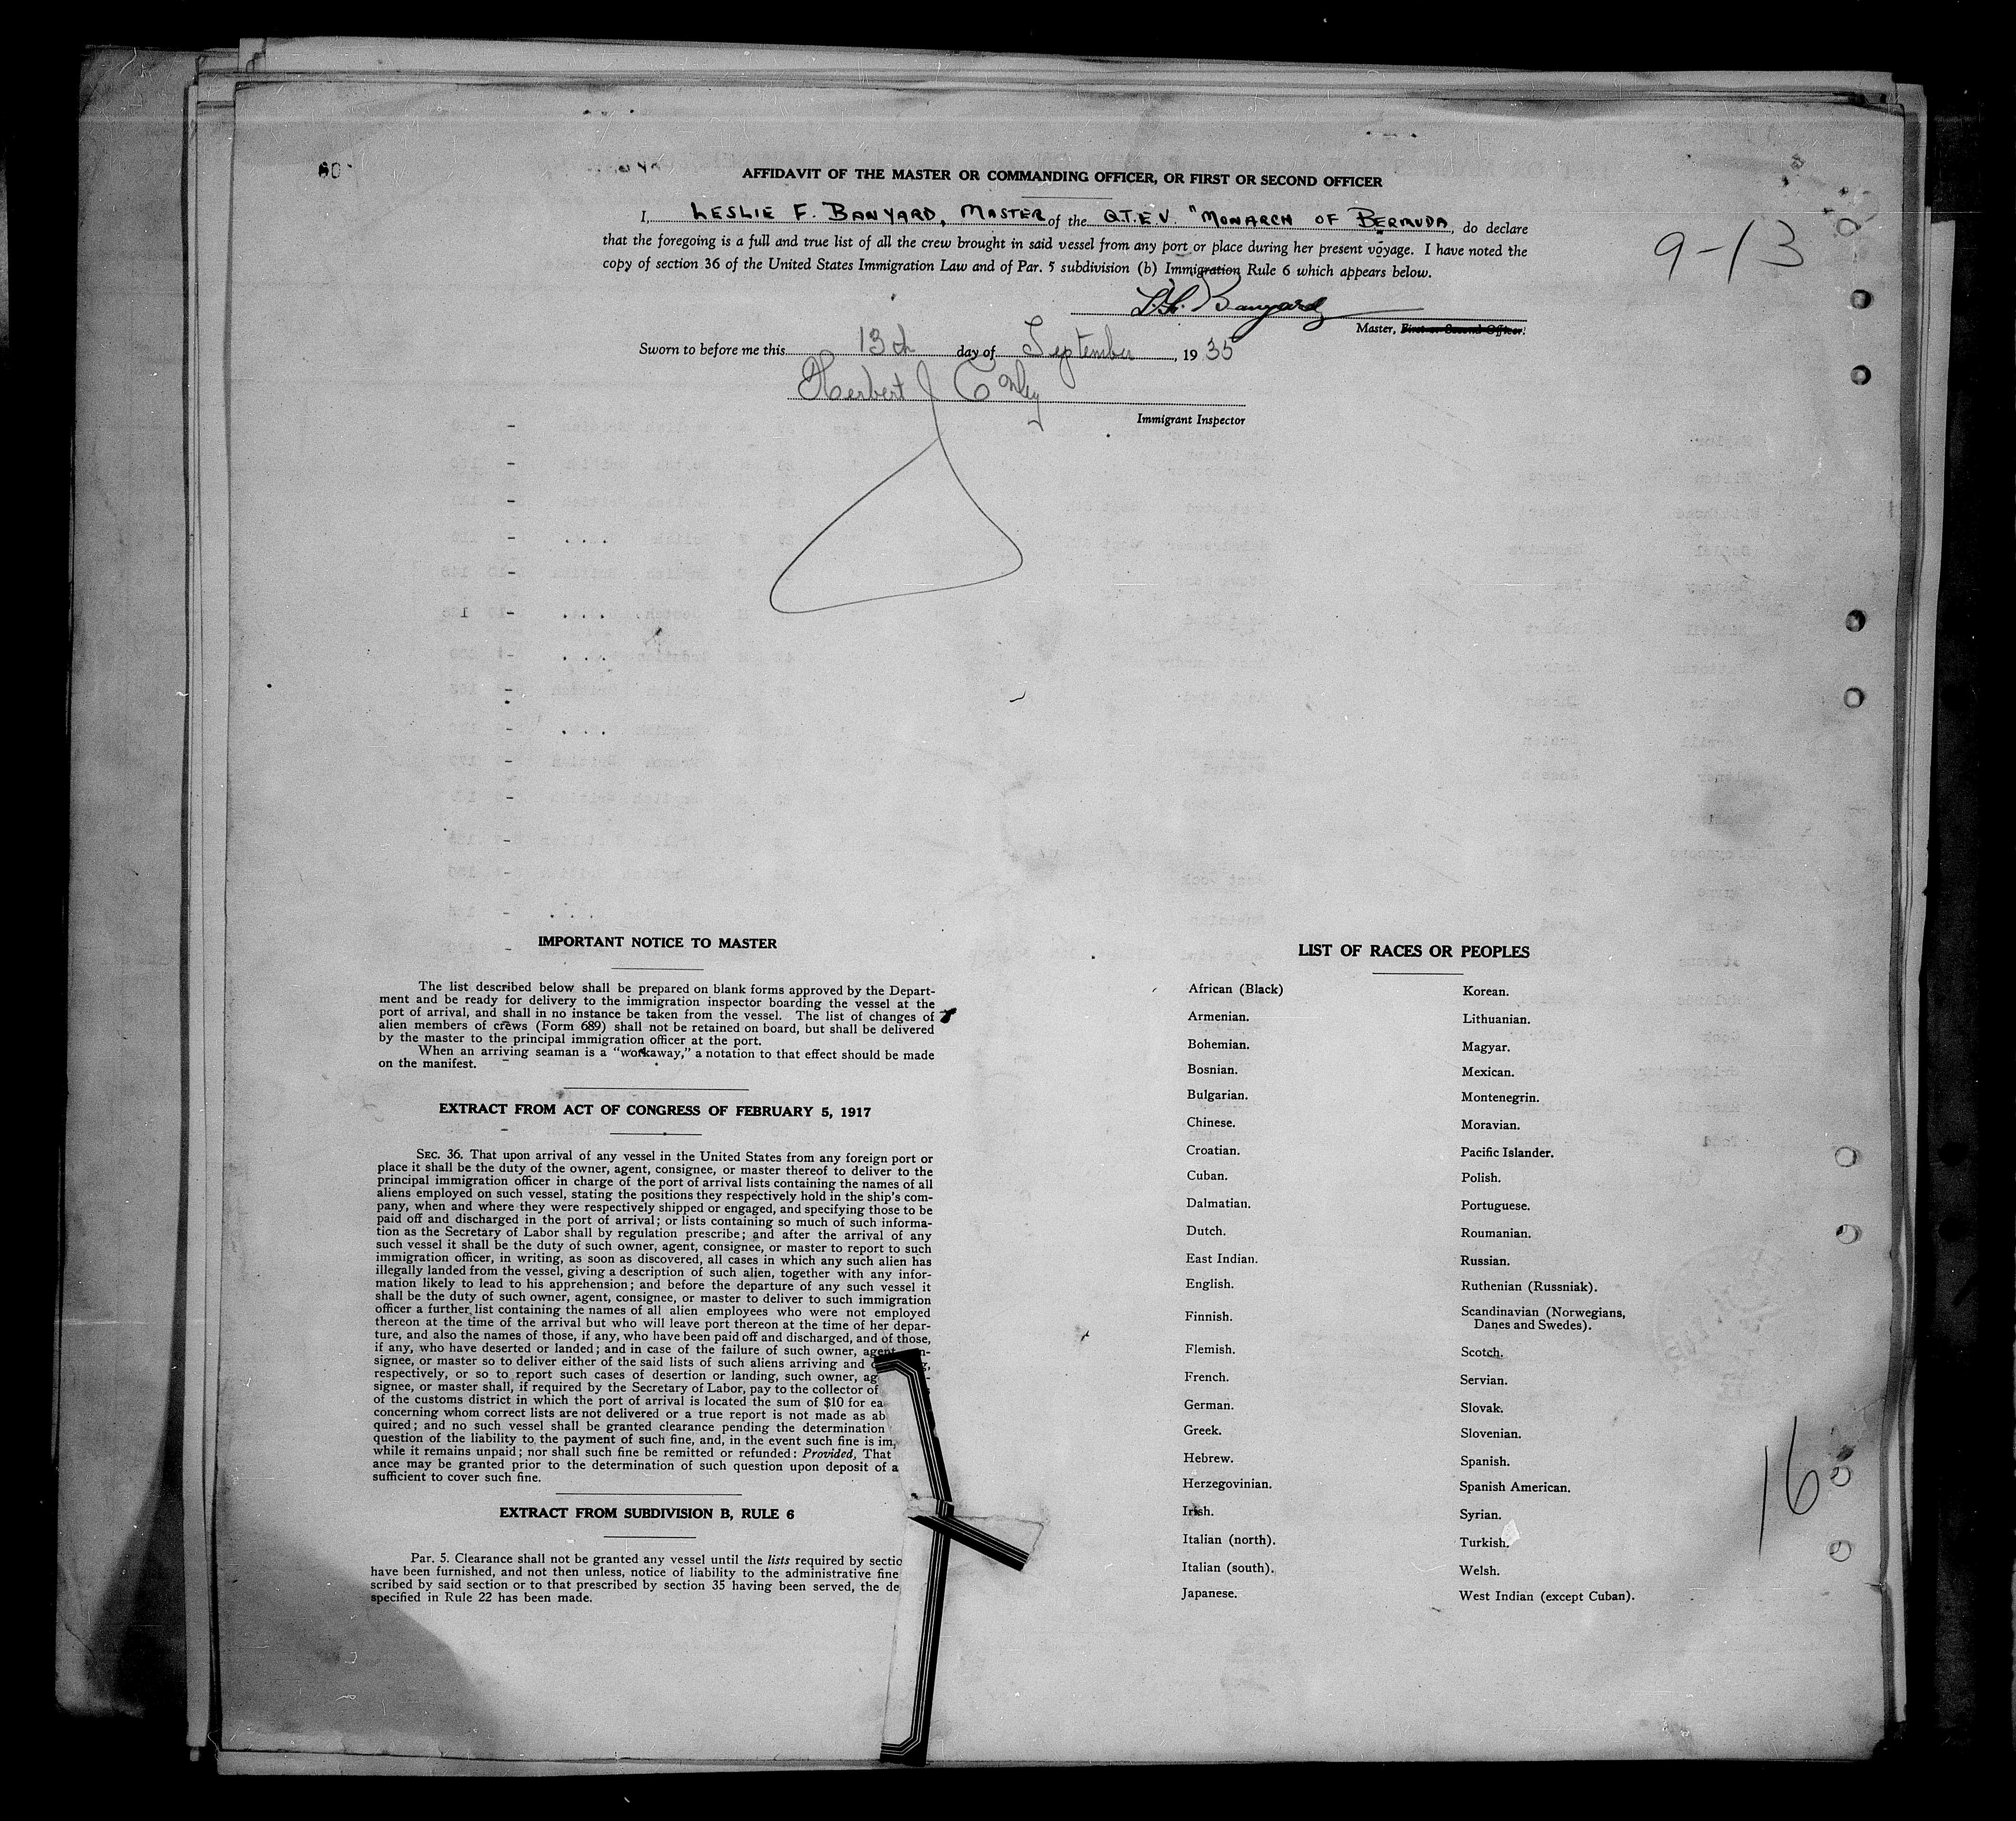 60
AFFIDAVIT OF THE MASTER OR COMMANDING OFFICER, OR FIRST OR SECOND OFFICER
I, LESLIE F. BANYARD, MASTER of the Q.T.E.V. "MONARCH OF BERMUDA, do declare
that the foregoing is a full and true list of all the crew brought in said vessel from any port or place during her present voyage. I have noted the
copy of section 36 of the United States Immigration Law and of Par. 5 subdivision (b) Immigration Rule 6 which appears below.
9-13
L.F. Banyard
Master, First or Second Officer.
Sworn to before me this 13th day of September, 1935
Herbert J Conley
Immigrant Inspector
IMPORTANT NOTICE TO MASTER
The list described below shall be prepared on blank forms approved by the Depart-
ment and be ready for delivery to the immigration inspector boarding the vessel at the
port of arrival, and shall in no instance be taken from the vessel. The list of changes of
alien members of crews (Form 689) shall not be retained on board, but shall be delivered
by the master to the principal immigration officer at the port.
When an arriving seaman is a "workaway," a notation to that effect should be made
on the manifest.
EXTRACT FROM ACT OF CONGRESS OF FEBRUARY 5, 1917
SEC. 36. That upon arrival of any vessel in the United States from any foreign port or
place it shall be the duty of the owner, agent, consignee, or master thereof to deliver to the
principal immigration officer in charge of the port of arrival lists containing the names of all
aliens employed on such vessel, stating the positions they respectively hold in the ship's com-
pany, when and where they were respectively shipped or engaged, and specifying those to be
paid off and discharged in the port of arrival; or lists containing so much of such informa-
tion as the Secretary of Labor shall by regulation prescribe; and after the arrival of any
such vessel it shall be the duty of such owner, agent, consignee, or master to report to such
immigration officer, in writing, as soon as discovered, all cases in which any such alien has
illegally landed from the vessel, giving a description of such alien, together with any infor-
mation likely to lead to his apprehension; and before the departure of any such vessel it
shall be the duty of such owner, agent, consignee, or master to deliver to such immigration
officer a further list containing the names of all alien employees who were not employed
thereon at the time of the arrival but who will leave port thereon at the time of her depar-
ture, and also the names of those, if any, who have been paid off and discharged, and of those,
if any, who have deserted or landed; and in case of the failure of such owner, agent
signee, or master so to deliver either of the said lists of such aliens arriving and
respectively, or so to report such cases of desertion or landing, such owner, ag
signee, or master shall, if required by the Secretary of Labor, pay to the collector of
of the customs district in which the port of arrival is located the sum of $10 for ea
concerning whom correct lists are not delivered or a true report is not made as ab
quired; and no such vessel shall be granted clearance pending the determination
question of the liability to the payment of such fine, and, in the event such fine is im
while it remains unpaid; nor shall such fine be remitted or refunded: Provided, That
ance may be granted prior to the determination of such question upon deposit of a
sufficient to cover such fine.
EXTRACT FROM SUBDIVISION B, RULE 6
Par. 5. Clearance shall not be granted any vessel until the lists required by sectio
have been furnished, and not then unless, notice of liability to the administrative fine
scribed by said section or to that prescribed by section 35 having been served, the de
specified in Rule 22 has been made.
LIST OF RACES OR PEOPLES
African (Black)
Armenian.
Bohemian.
Bosnian.
Bulgarian.
Chinese.
Croatian.
Cuban.
Dalmatian.
Dutch.
East Indian.
English.
Finnish.
Flemish.
French.
German.
Greek.
Hebrew.
Herzegovinian.
Irish.
Italian (north).
Italian (south).
Japanese.
Korean.
Lithuanian.
Magyar.
Mexican.
Montenegrin.
Moravian.
Pacific Islander.
Polish.
Portuguese.
Roumanian.
Russian.
Ruthenian (Russniak).
Scandinavian (Norwegians,
Danes and Swedes).
Scotch.
Servian.
Slovak.
Slovenian.
Spanish.
Spanish American.
Syrian.
Turkish.
Welsh.
West Indian (except Cuban).
16